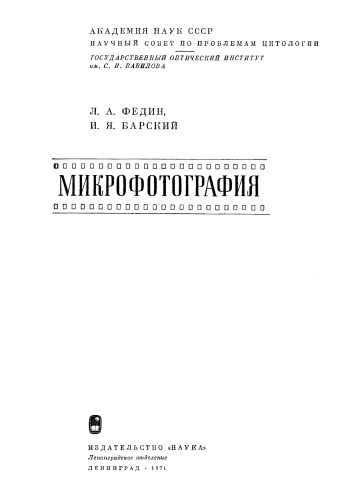 АКАДЕМИЯ НАУК СССР
НАУЧНЫЙ СОВЕТ ПО ПРОБЛЕМАМ ЦИТОЛОГИИ
ГОСУДАРСТВЕННЫЙ ОПТИЧЕСКИЙ ИНСТИТУТ
им. С. И. ВАВИЛОВА
Л. А. ФЕДИН,
И. Я. БАРСКИЙ
МИКРОФОТОГРАФИЯ
ИЗДАТЕЛЬСТВО «НАУКА»
Ленинградское отделение
ЛЕНИНГРАД · 1971